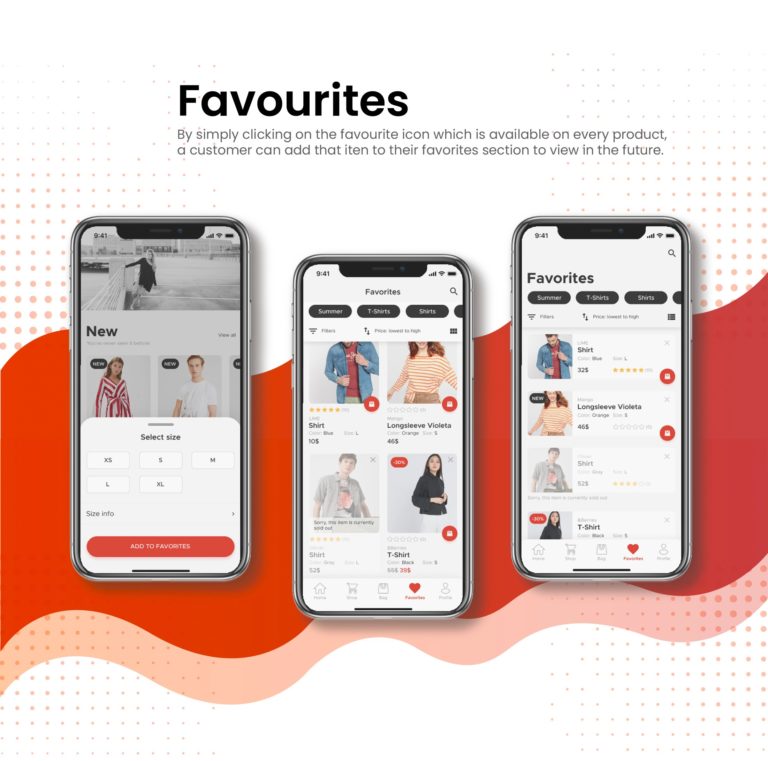 Favourites
By simply clicking on the favourite icon which is available on every product,
a customer can add that iten to their favorites section to view in the future.
9:41
New
View all
You've never seen it before!
NEW
NEW
Select size
XS
S
M
L
XL
Size info
ADD TO FAVORITES
9:41
Favorites
Summer
T-Shirts
Shirts
Filters
Price: lowest to high
(10)
(0)
LIME
Mango
Shirt
Longsleeve Violeta
Color: Blue Size: L
Color: Orange Size: S
10$
46$
-30%
Sorry, this item is currently
sold out
&Berries
Shirt
T-Shirt
Color: Gray Size: L
Color: Black Size: S
52$
55$ 39$
Home
Shop
Bag
Favorites
Profile
9:41
Favorites
Summer
T-Shirts
Shirts
Filters
Price: lowest to high
LIME
Shirt
Color: Blue Size: L
32$
(10)
NEW
Mango
Longsleeve Violeta
Color: Orange Size: S
46$
(0)
Shirt
Color: Gray Size: L
52$
Sorry, this item is currently sold out
-30%
&Berries
T-Shirt
Color: Black Size: S
Home
Shop
Bag
Favorites
Profile